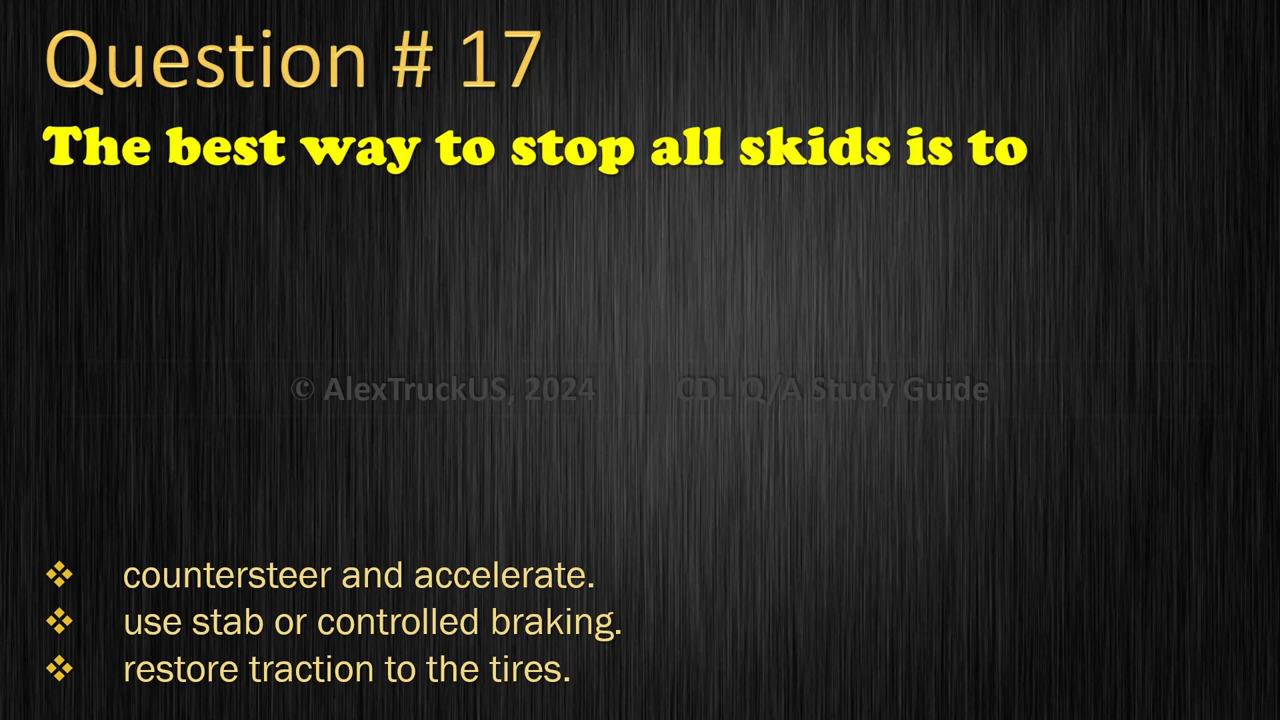 Question # 17
The best way to stop all skids is to
© AlexTruckUS, 2024 CDL Q/A Study Guide
❖ countersteer and accelerate.
❖ use stab or controlled braking.
❖ restore traction to the tires.